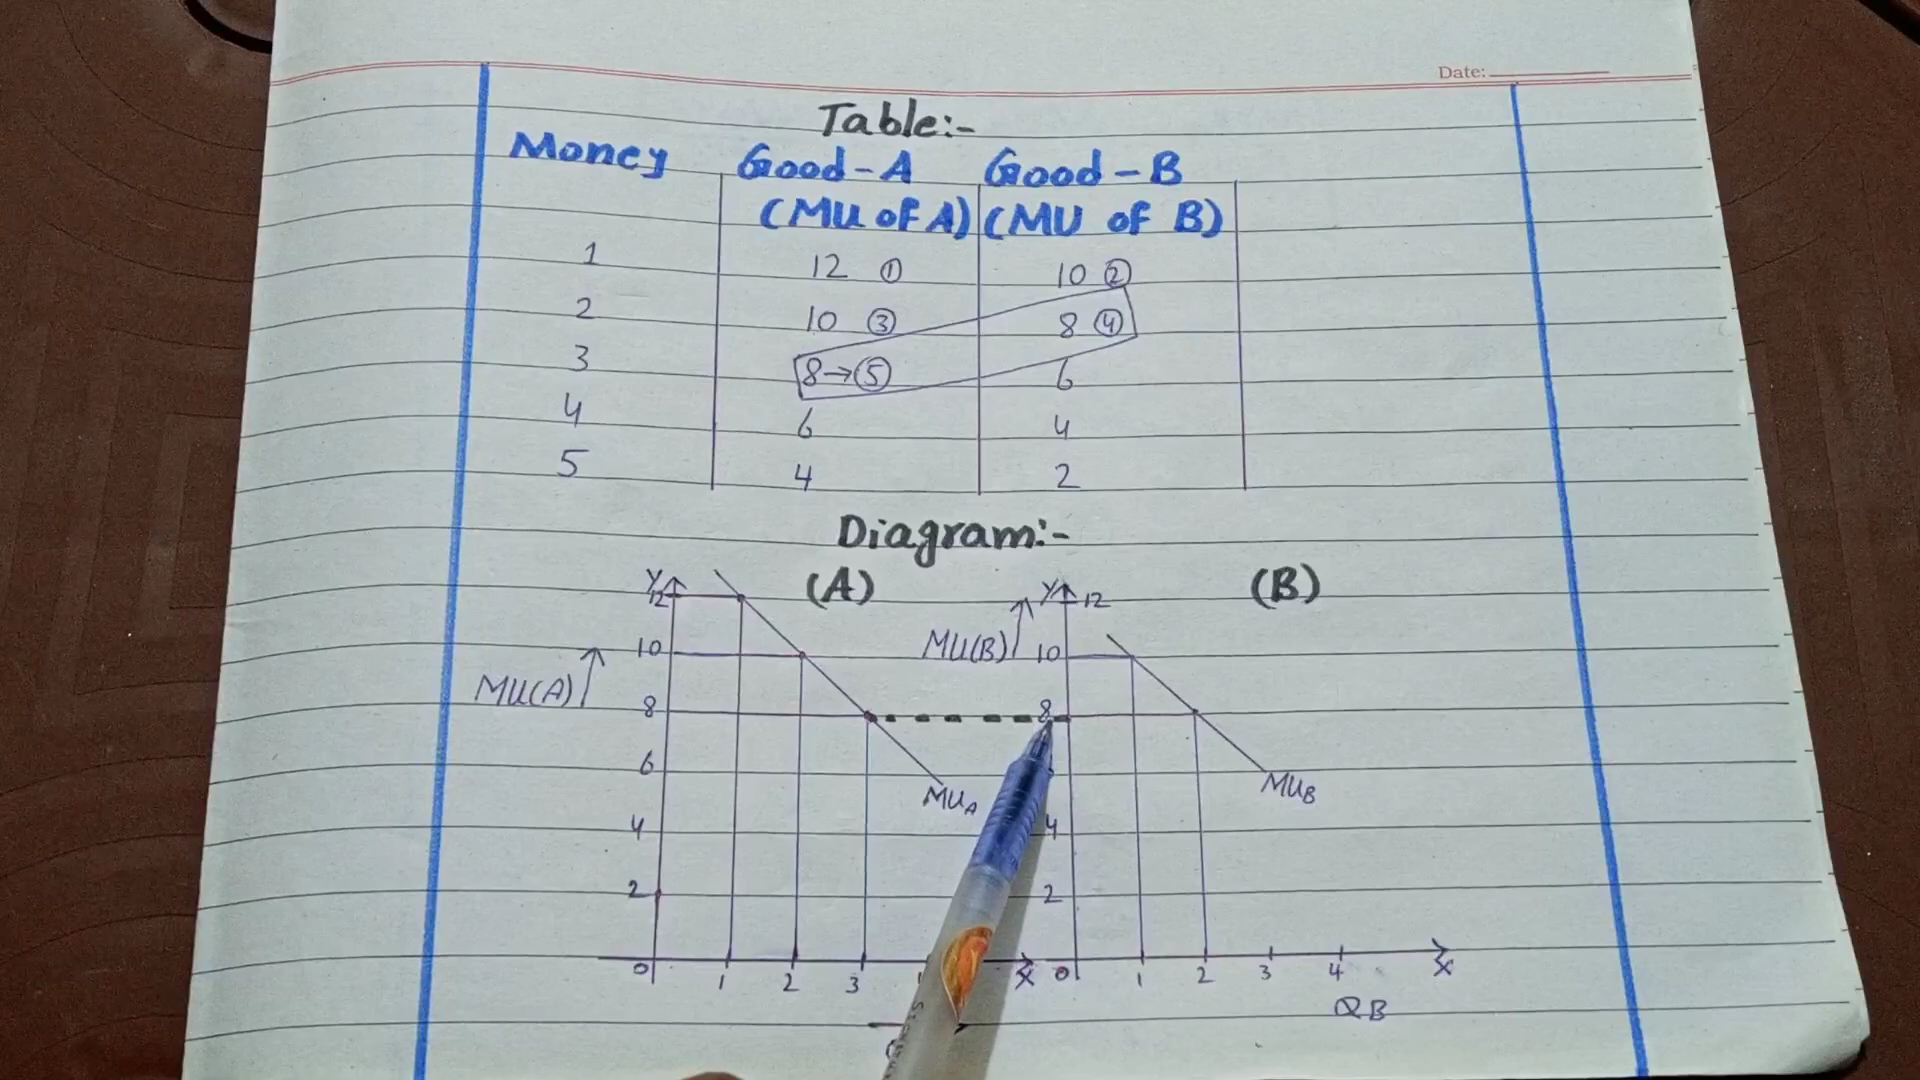 Date:
Table:-
Money Good-A Good-B
(MU of A) (MU of B)
1 12 ① 10 ②
2 10 ③ 8 ④
3 8→⑤ 6
4 6 4
5 4 2
Diagram:-
(A) (B)
Y Y
12 12
MU(B) 10
10
MU(A)
8 8
6
MUA MUB
4 4
2 2
0 1 2 3 X 0 1 2 3 4 X
QB